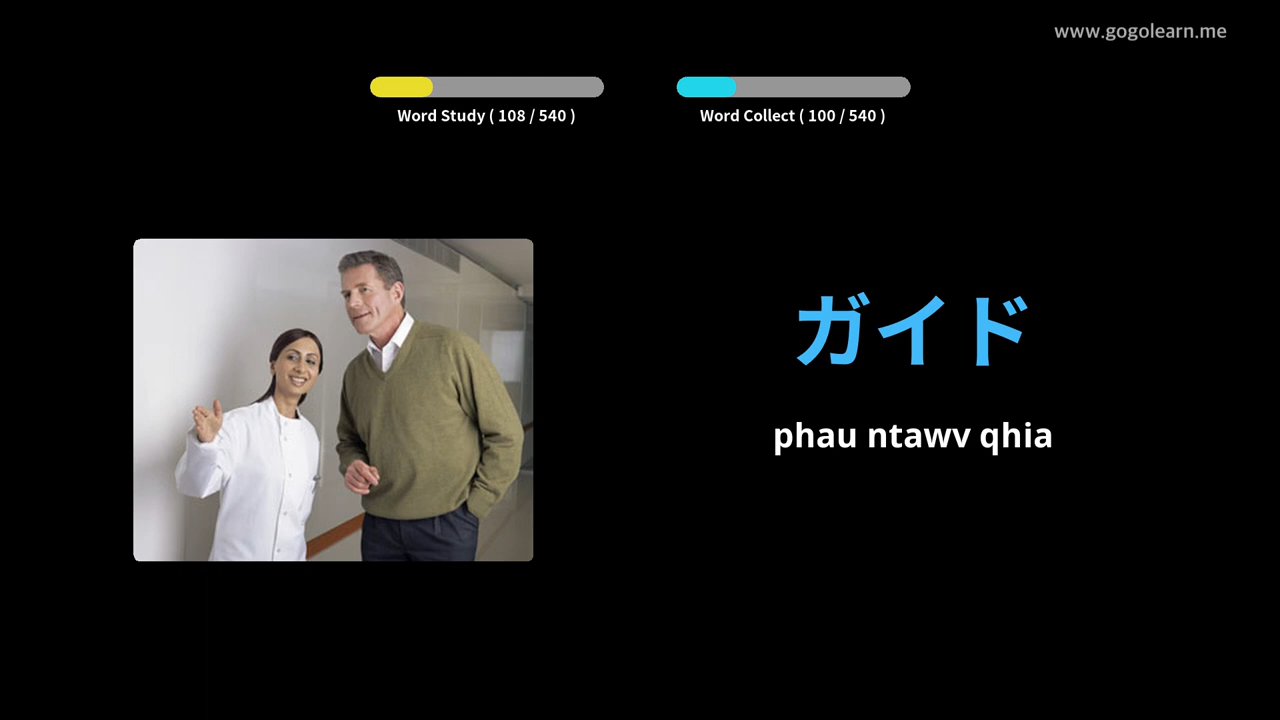 www.gogolearn.me
Word Study ( 108 / 540 )
Word Collect ( 100 / 540 )
ガイド
phau ntawv qhia